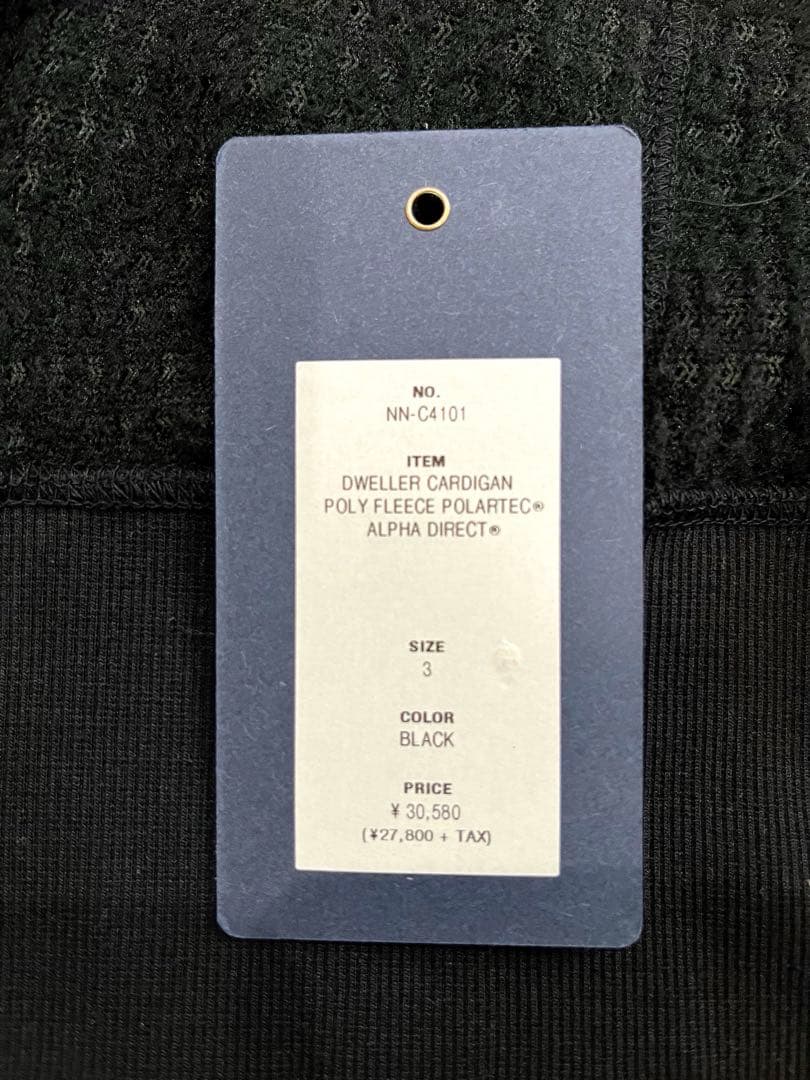 NO.
NN-C4101
ITEM
DWELLER CARDIGAN
POLY FLEECE POLARTEC®
ALPHA DIRECT®
SIZE
3
COLOR
BLACK
PRICE
¥ 30,580
(¥27,800 + TAX)